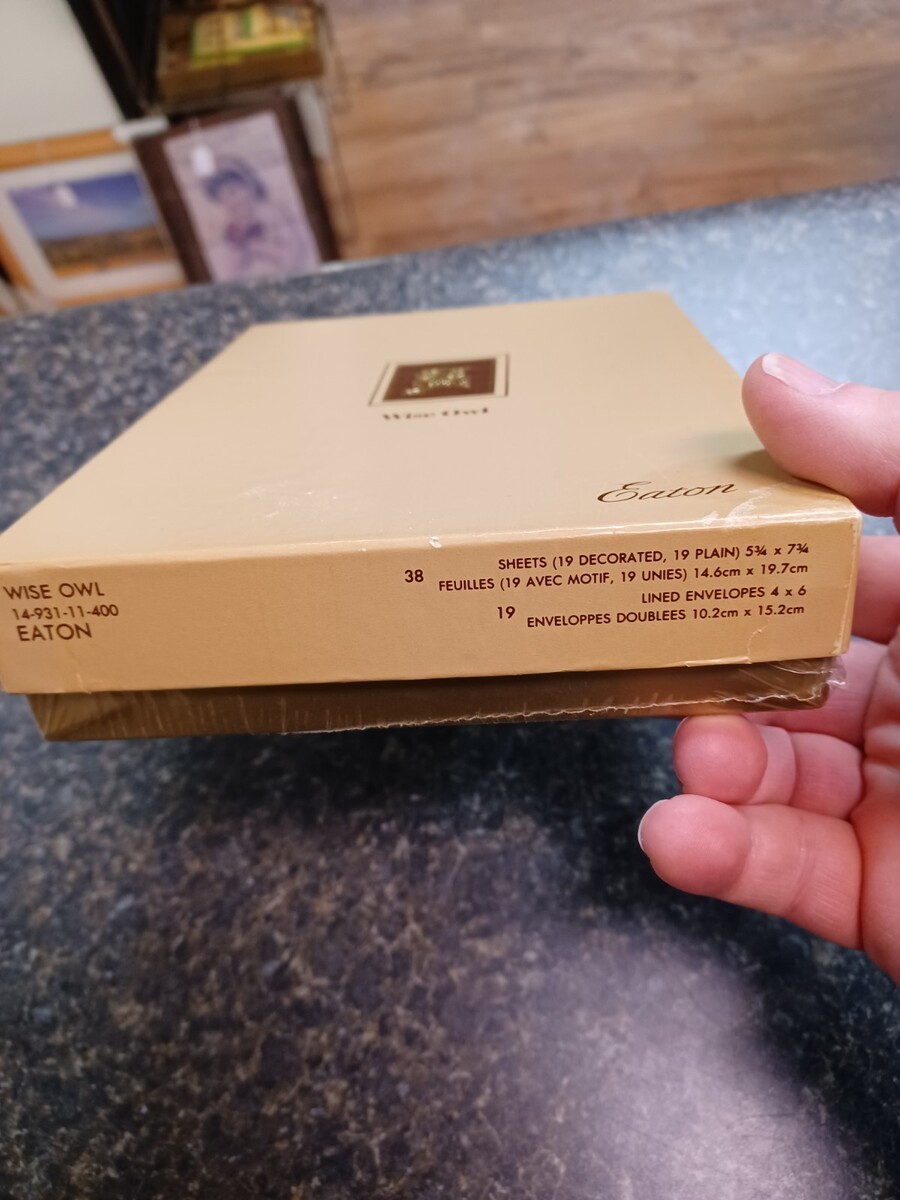 Wise Owl
Eaton
WISE OWL
14-931-11-400
EATON
38 SHEETS (19 DECORATED, 19 PLAIN) 5¾ x 7¾
FEUILLES (19 AVEC MOTIF, 19 UNIES) 14.6cm x 19.7cm
19 LINED ENVELOPES 4 x 6
ENVELOPPES DOUBLEES 10.2cm x 15.2cm